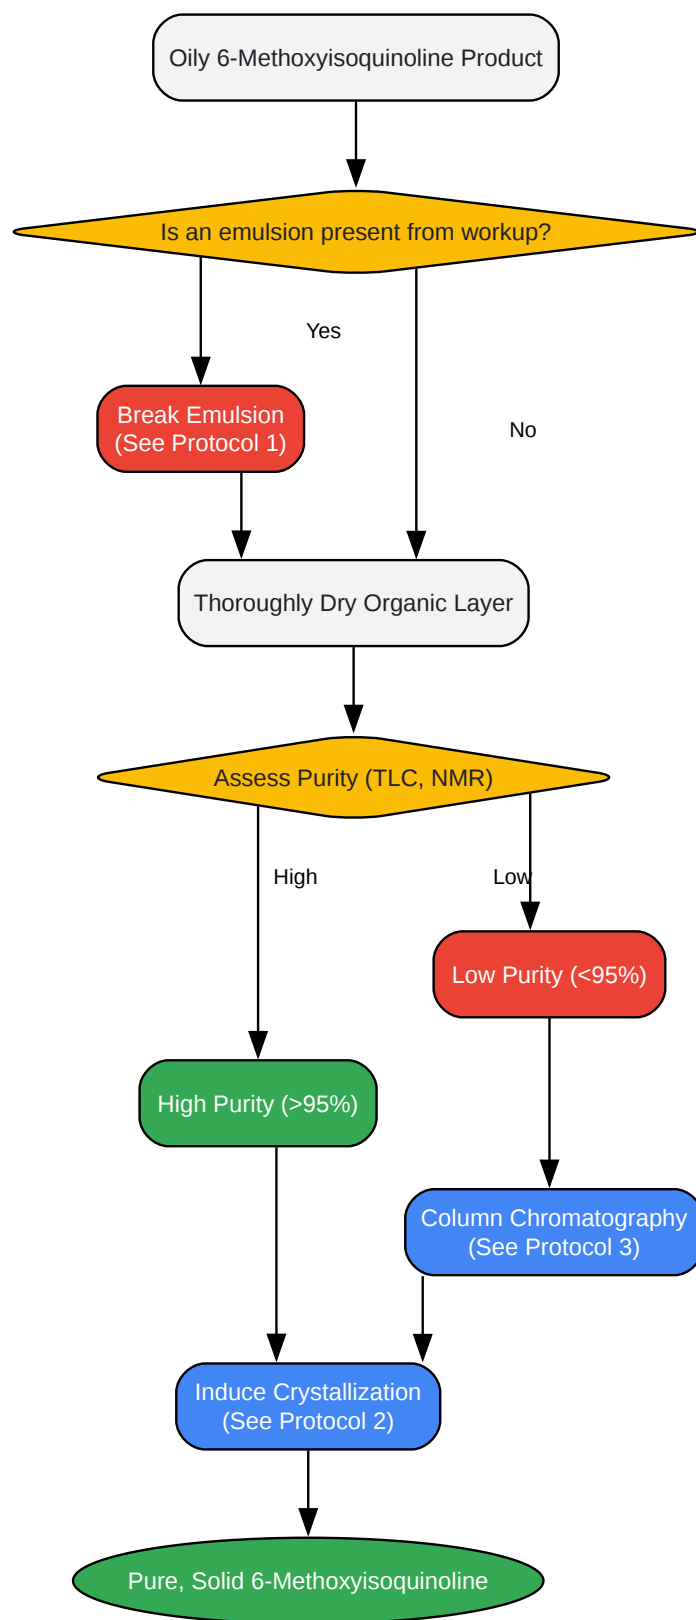 Oily 6-Methoxyisoquinoline Product
Is an emulsion present from workup?
Yes
Break Emulsion
(See Protocol 1)
No
Thoroughly Dry Organic Layer
Assess Purity (TLC, NMR)
High
Low
Low Purity (<95%)
High Purity (>95%)
Column Chromatography
(See Protocol 3)
Induce Crystallization
(See Protocol 2)
Pure, Solid 6-Methoxyisoquinoline